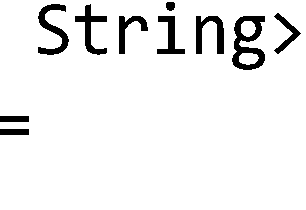 String>
=